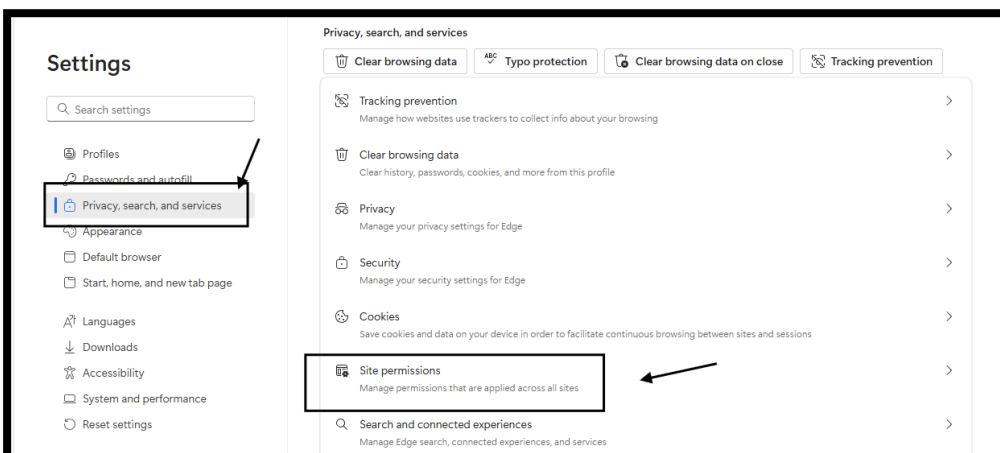 Settings
Search settings
Profiles
Passwords and autofill
Privacy, search, and services
Appearance
Default browser
Start, home, and new tab page
Languages
Downloads
Accessibility
System and performance
Reset settings
Privacy, search, and services
Clear browsing data
ABC Typo protection
Clear browsing data on close
Tracking prevention
Tracking prevention
Manage how websites use trackers to collect info about your browsing
Clear browsing data
Clear history, passwords, cookies, and more from this profile
Privacy
Manage your privacy settings for Edge
Security
Manage your security settings for Edge
Cookies
Save cookies and data on your device in order to facilitate continuous browsing between sites and sessions
Site permissions
Manage permissions that are applied across all sites
Search and connected experiences
Manage Edge search, connected experiences, and services